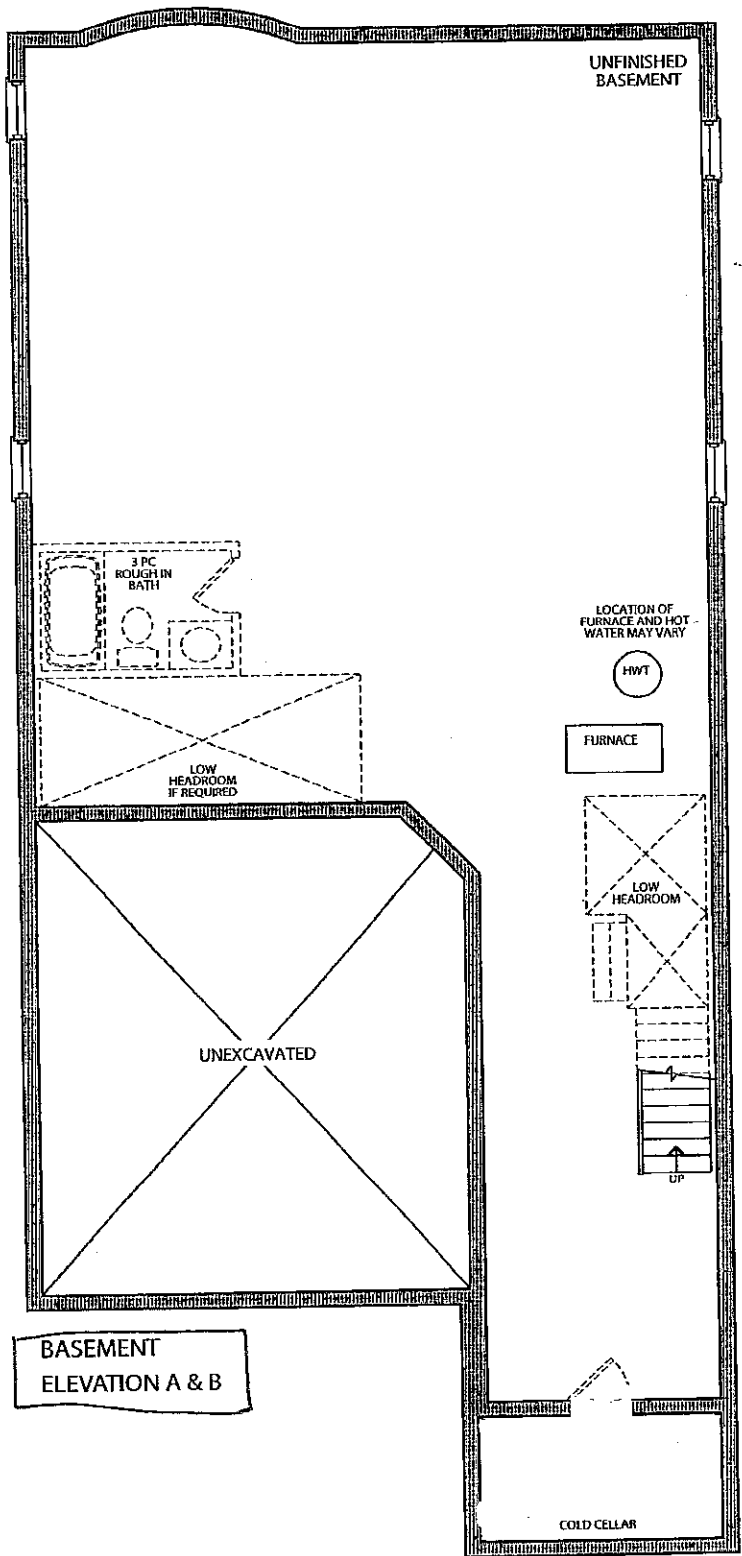 UNFINISHED
BASEMENT
3 PC
ROUGH IN
BATH
LOCATION OF
FURNACE AND HOT
WATER MAY VARY
HWT
FURNACE
LOW
HEADROOM
IF REQUIRED
LOW
HEADROOM
UNEXCAVATED
UP
BASEMENT
ELEVATION A & B
COLD CELLAR